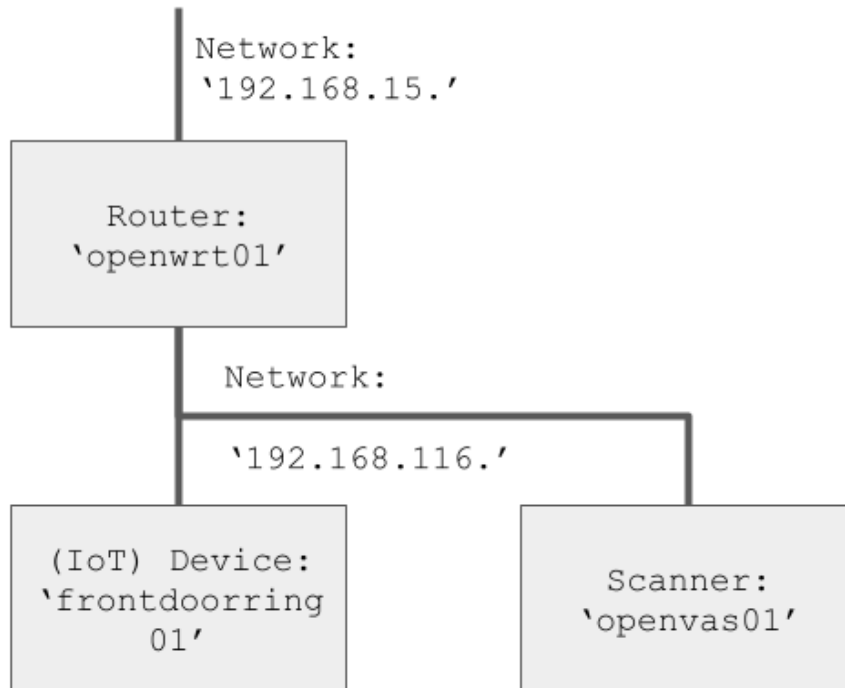 Network:
‘192.168.15.’
Router:
‘openwrt01’
Network:
‘192.168.116.’
(IoT) Device:
‘frontdoorring
01’
Scanner:
‘openvas01’